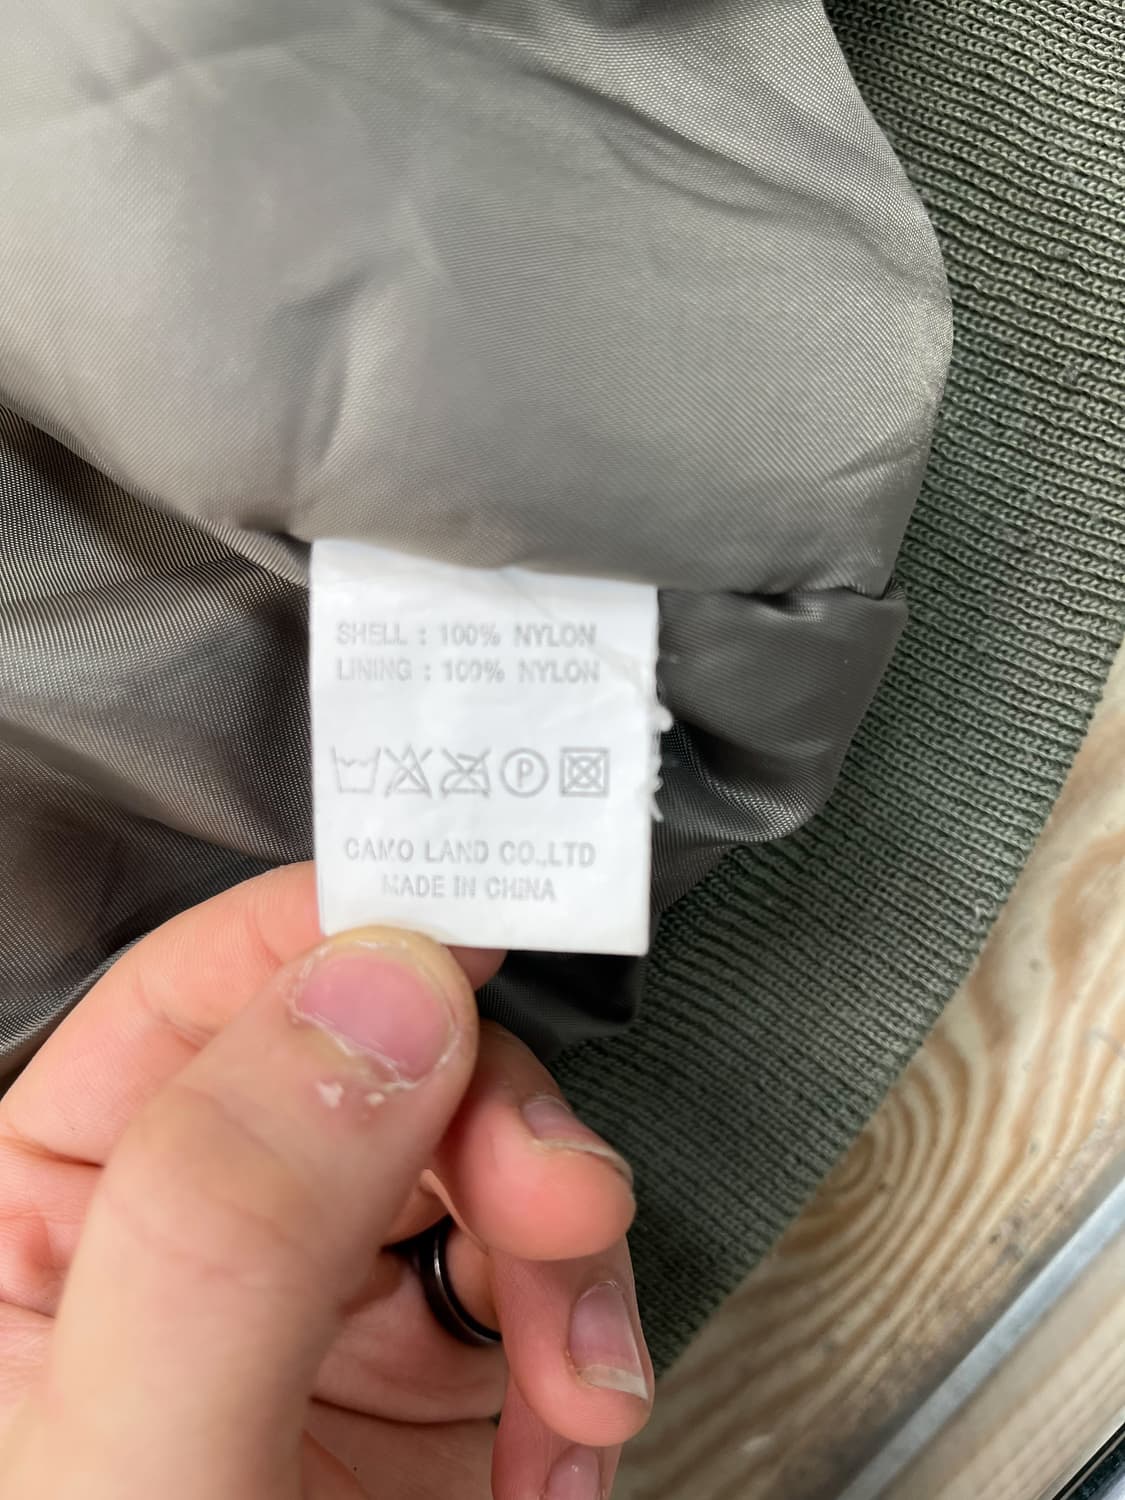 SHELL : 100% NYLON
LINING : 100% NYLON
P
CAMO LAND CO.,LTD
MADE IN CHINA